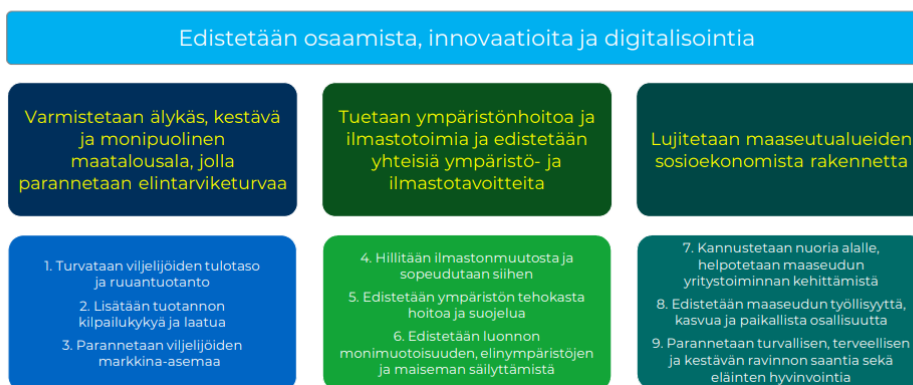 Edistetään osaamista, innovaatioita ja digitalisointia
Varmistetaan älykäs, kestävä
ja monipuolinen
maatalousala, jolla
parannetaan elintarviketurvaa
Tuetaan ympäristönhoitoa ja
ilmastotoimia ja edistetään
yhteisiä ympäristö- ja
ilmastotavoitteita
Lujitetaan maaseutualueiden
sosioekonomista rakennetta
1. Turvataan viljelijöiden tulotaso
ja ruuantuotanto
2. Lisätään tuotannon
kilpailukykyä ja laatua
3. Parannetaan viljelijöiden
markkina-asemaa
4. Hillitään ilmastonmuutosta ja
sopeudutaan siihen
5. Edistetään ympäristön tehokasta
hoitoa ja suojelua
6. Edistetään luonnon
monimuotoisuuden, elinympäristöjen
ja maiseman säilyttämistä
7. Kannustetaan nuoria alalle,
helpotetaan maaseudun
yritystoiminnan kehittämistä
8. Edistetään maaseudun työllisyyttä,
kasvua ja paikallista osallisuutta
9. Parannetaan turvallisen, terveellisen
ja kestävän ravinnon saantia sekä
eläinten hyvinvointia